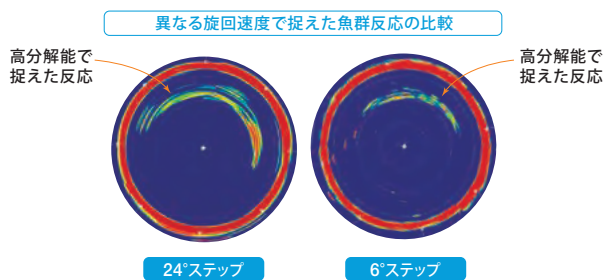 異なる旋回速度で捉えた魚群反応の比較
高分解能で
捉えた反応
高分解能で
捉えた反応
24°ステップ
6°ステップ